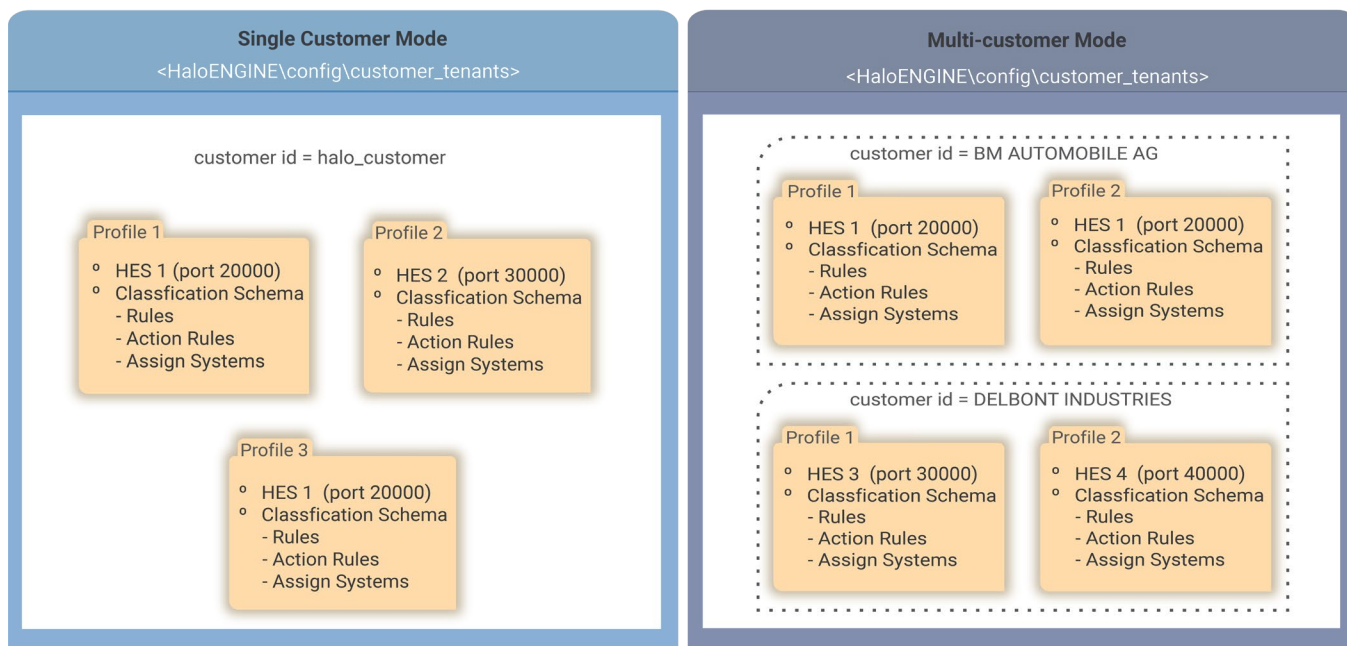 Single Customer Mode
<HaloENGINE\config\customer_tenants>
customer id = halo_customer
Profile 1
º HES 1 (port 20000)
º Classfication Schema
- Rules
- Action Rules
- Assign Systems
Profile 2
º HES 2 (port 30000)
º Classfication Schema
- Rules
- Action Rules
- Assign Systems
Profile 3
º HES 1 (port 20000)
º Classfication Schema
- Rules
- Action Rules
- Assign Systems
Multi-customer Mode
<HaloENGINE\config\customer_tenants>
customer id = BM AUTOMOBILE AG
Profile 1
º HES 1 (port 20000)
º Classfication Schema
- Rules
- Action Rules
- Assign Systems
Profile 2
º HES 1 (port 20000)
º Classfication Schema
- Rules
- Action Rules
- Assign Systems
customer id = DELBONT INDUSTRIES
Profile 1
º HES 3 (port 30000)
º Classfication Schema
- Rules
- Action Rules
- Assign Systems
Profile 2
º HES 4 (port 40000)
º Classfication Schema
- Rules
- Action Rules
- Assign Systems